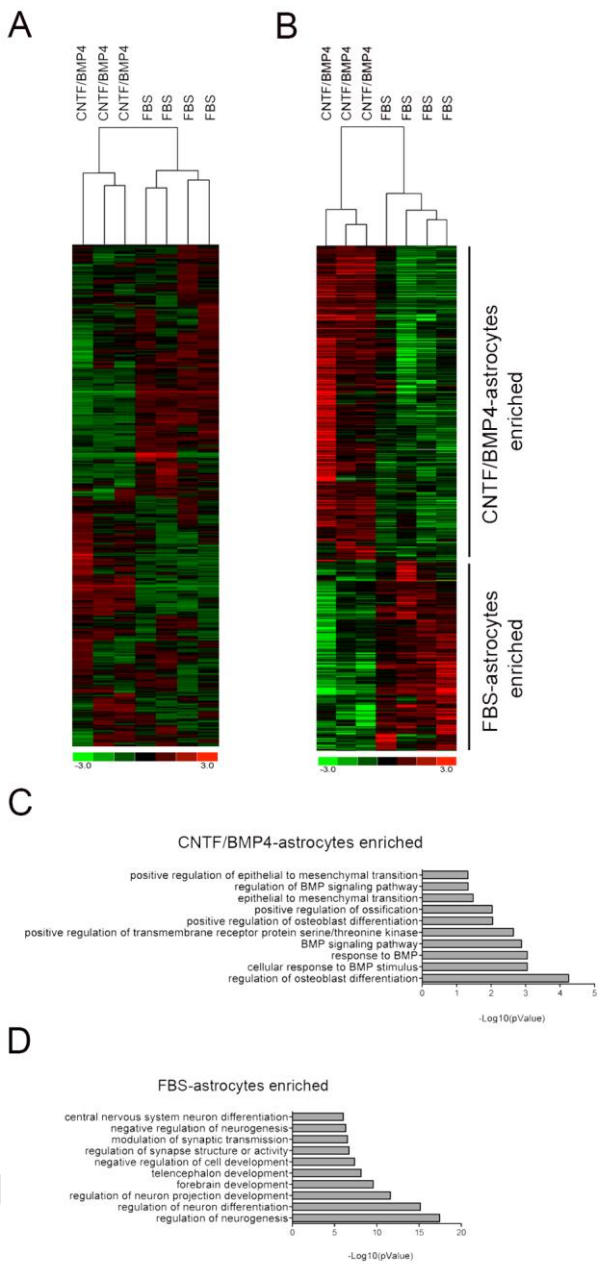 A
B
CNTF/BMP4
CNTF/BMP4
CNTF/BMP4
FBS
FBS
FBS
FBS
CNTF/BMP4
CNTF/BMP4
CNTF/BMP4
FBS
FBS
FBS
FBS
CNTF/BMP4-astrocytes
enriched
FBS-astrocytes
enriched
-3.0 3.0
-3.0 3.0
C
CNTF/BMP4-astrocytes enriched
positive regulation of epithelial to mesenchymal transition
regulation of BMP signaling pathway
epithelial to mesenchymal transition
positive regulation of ossification
positive regulation of osteoblast differentiation
positive regulation of transmembrane receptor protein serine/threonine kinase
BMP signaling pathway
response to BMP
cellular response to BMP stimulus
regulation of osteoblast differentiation
0 1 2 3 4 5
-Log10(pValue)
D
FBS-astrocytes enriched
central nervous system neuron differentiation
negative regulation of neurogenesis
modulation of synaptic transmission
regulation of synapse structure or activity
negative regulation of cell development
telencephalon development
forebrain development
regulation of neuron projection development
regulation of neuron differentiation
regulation of neurogenesis
0 5 10 15 20
-Log10(pValue)